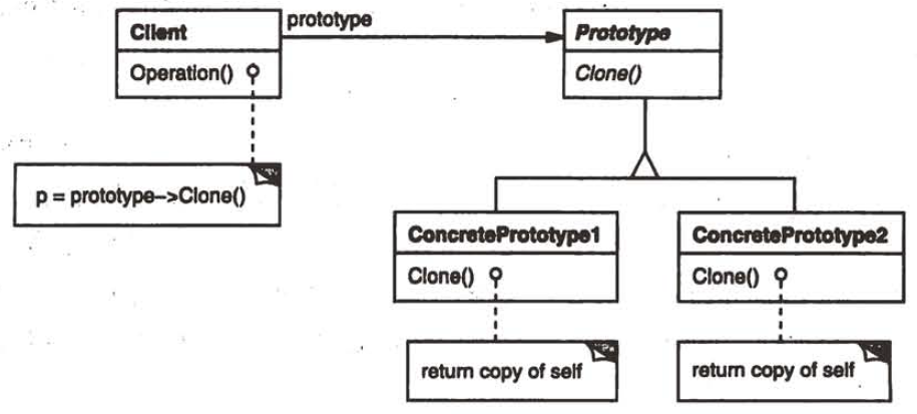 Client
prototype
Prototype
Operation()
Clone()
p = prototype->Clone()
ConcretePrototype1
ConcretePrototype2
Clone()
Clone()
return copy of self
return copy of self